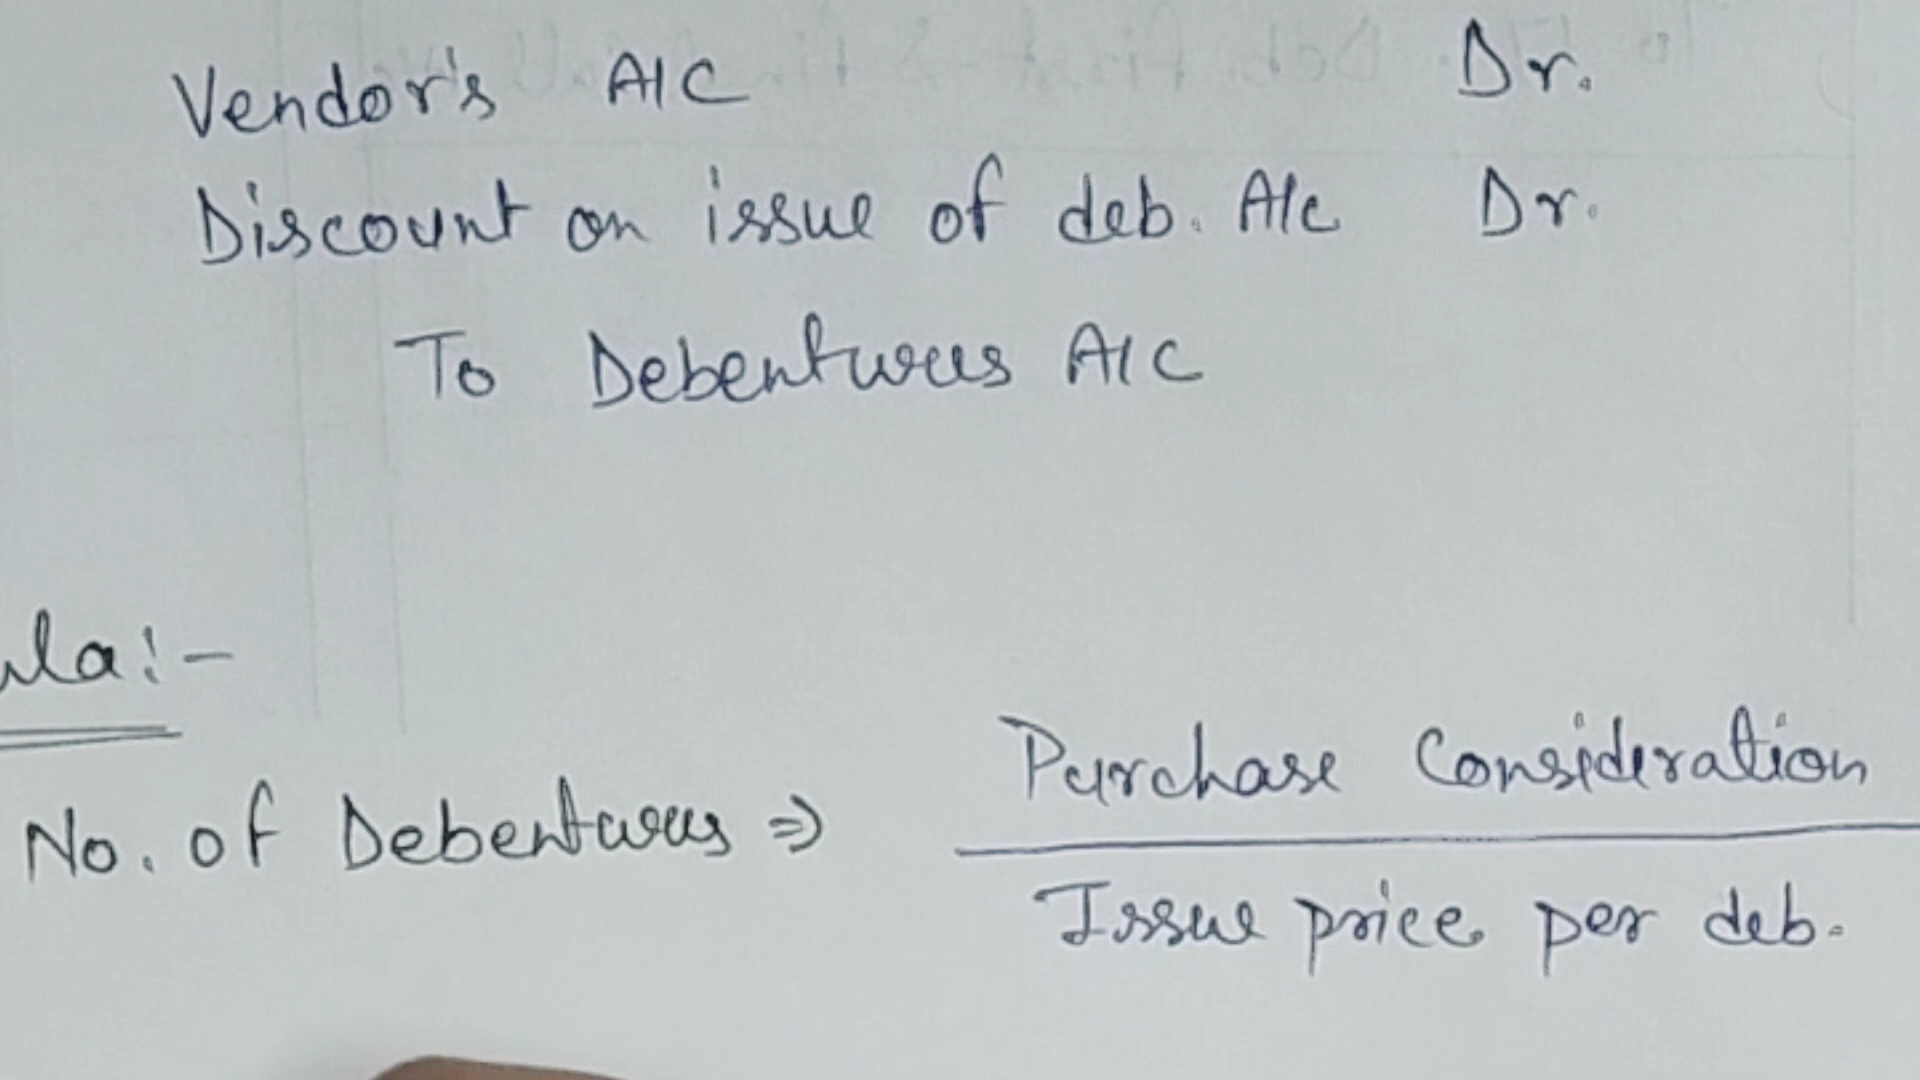 Vendor's A/C Dr.
Discount on issue of deb. A/c Dr.
To Debentures A/C
ula:-
Purchase Consideration
No. of Debentures ⇒
Issue price per deb.